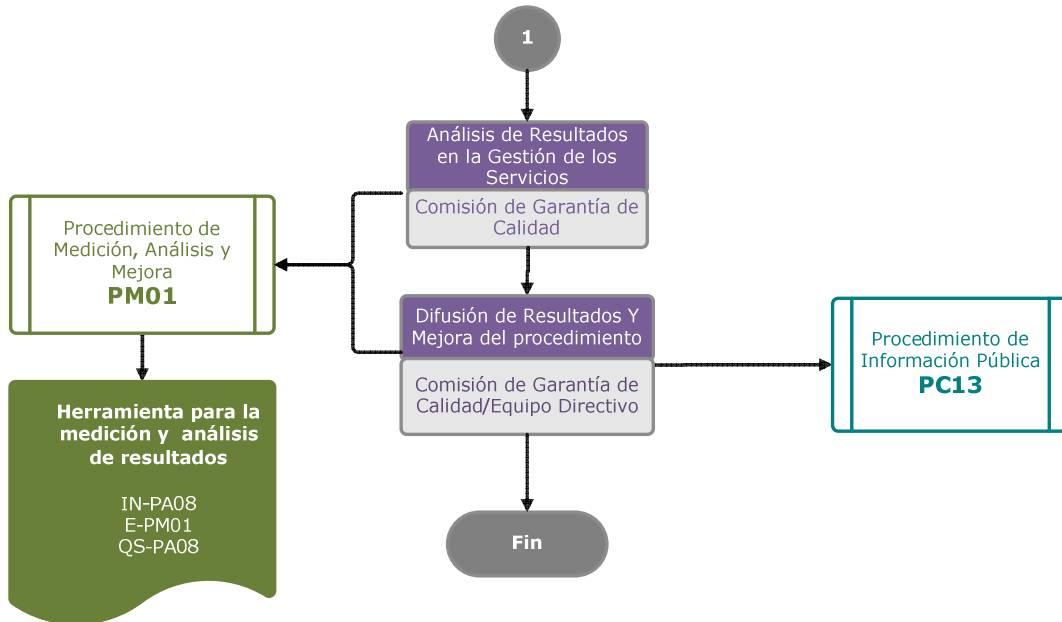 1
Análisis de Resultados
en la Gestión de los
Servicios
Comisión de Garantía de
Calidad
Procedimiento de
Medición, Análisis y
Mejora
PM01
Difusión de Resultados Y
Mejora del procedimiento
Comisión de Garantía de
Calidad/Equipo Directivo
Procedimiento de
Información Pública
PC13
Herramienta para la
medición y análisis
de resultados
IN-PA08
E-PM01
QS-PA08
Fin